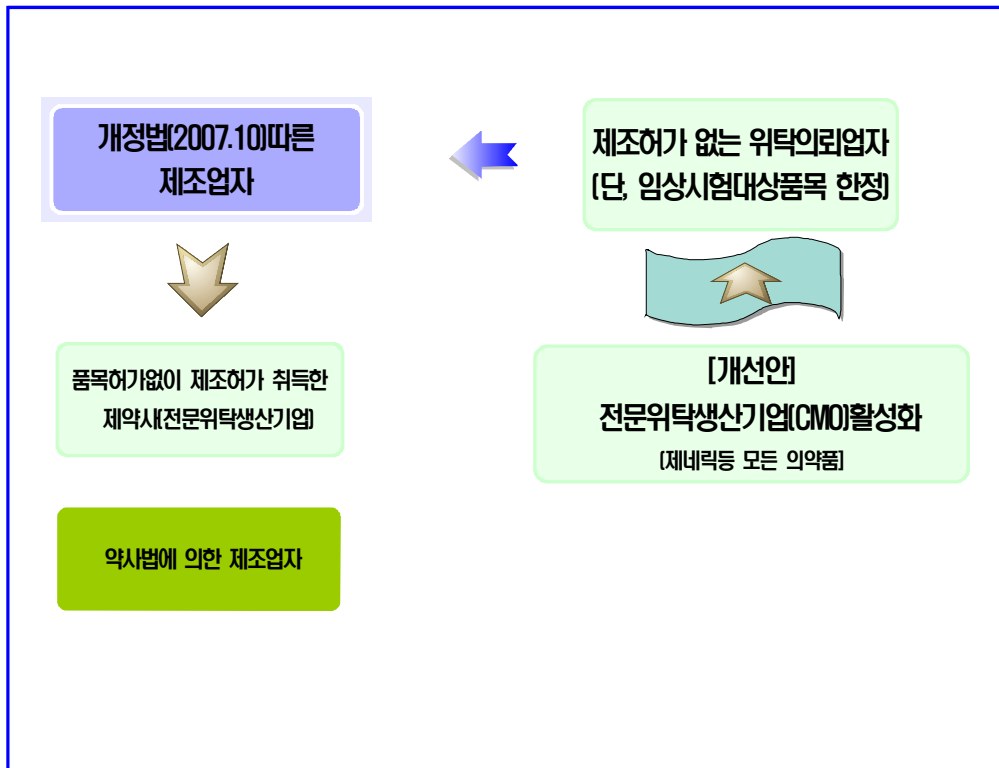 개정법(2007.10)따른
제조업자
제조허가 없는 위탁의뢰업자
(단, 임상시험대상품목 한정)
품목허가없이 제조허가 취득한
제약사(전문위탁생산기업)
[개선안]
전문위탁생산기업(CMO)활성화
(제네릭등 모든 의약품)
약사법에 의한 제조업자